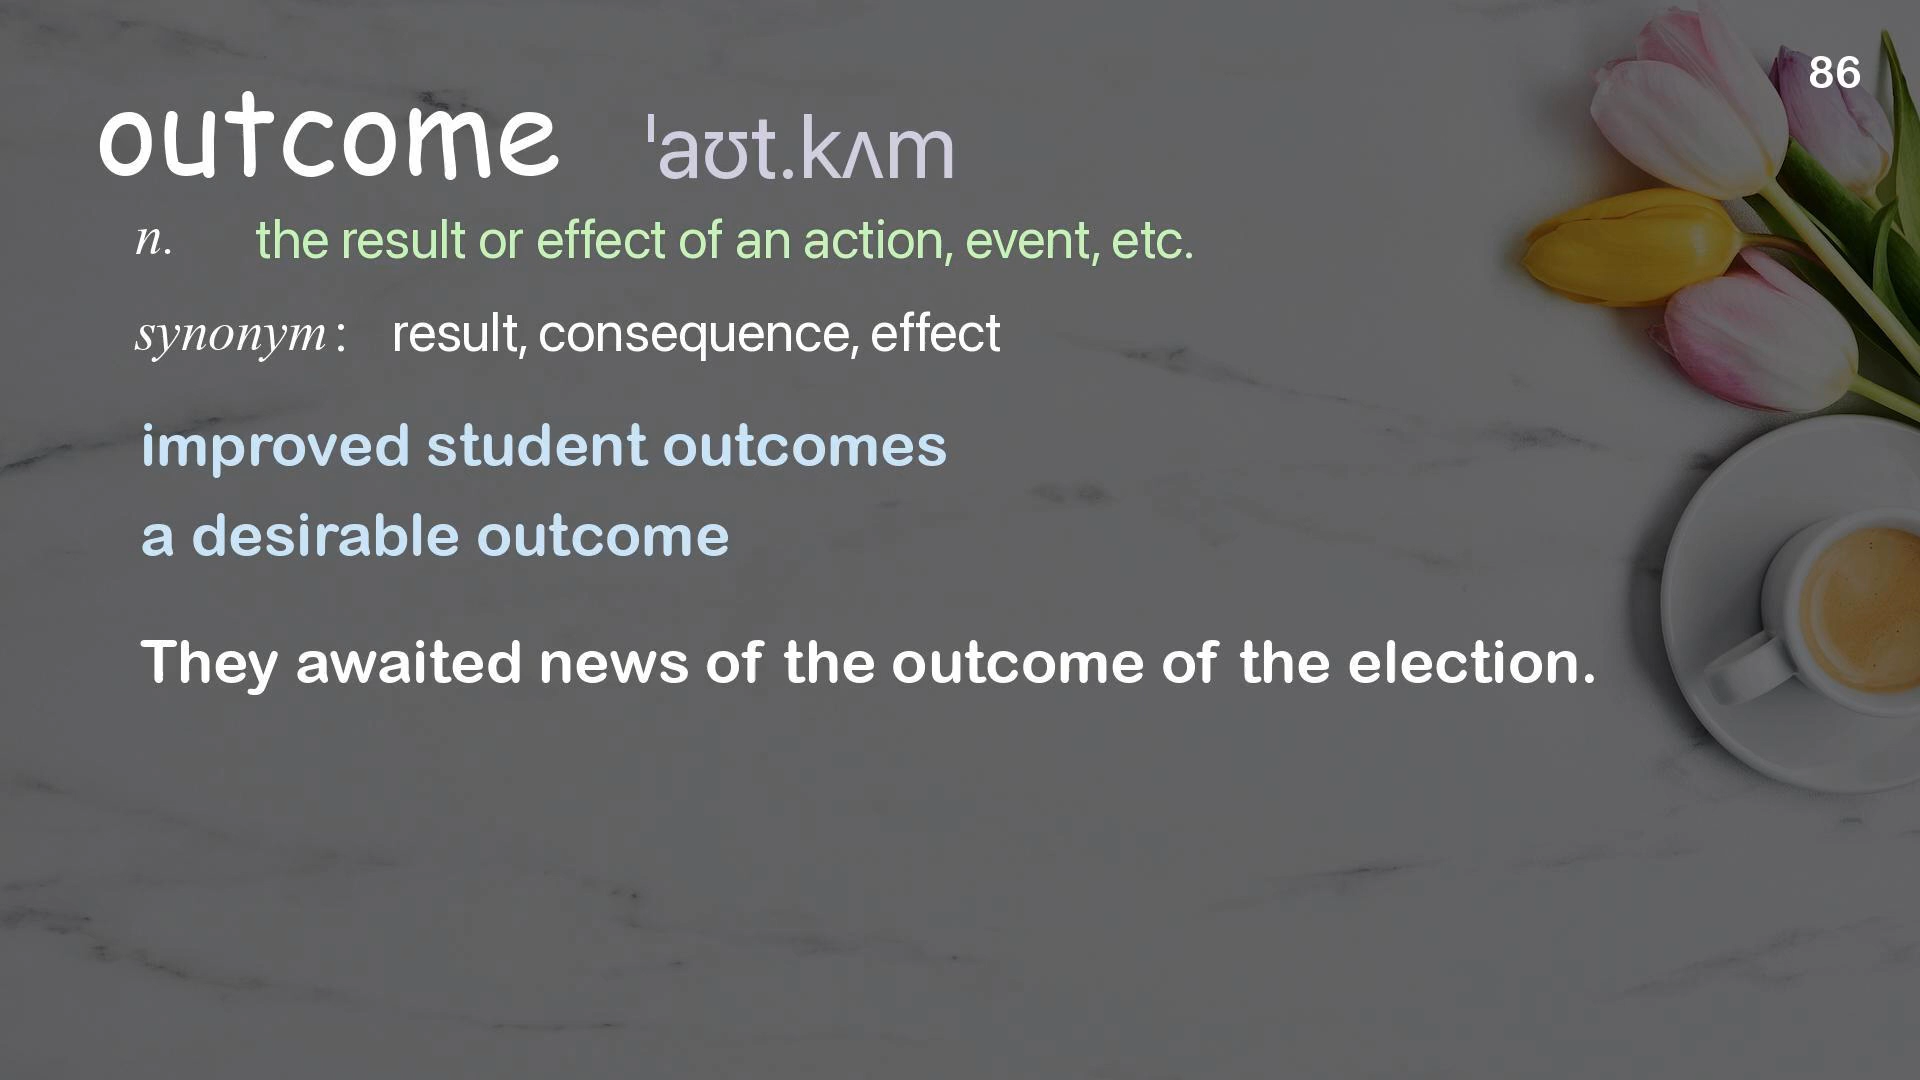 86
outcome ˈaʊt.kʌm
n. the result or effect of an action, event, etc.
synonym: result, consequence, effect
improved student outcomes
a desirable outcome
They awaited news of the outcome of the election.